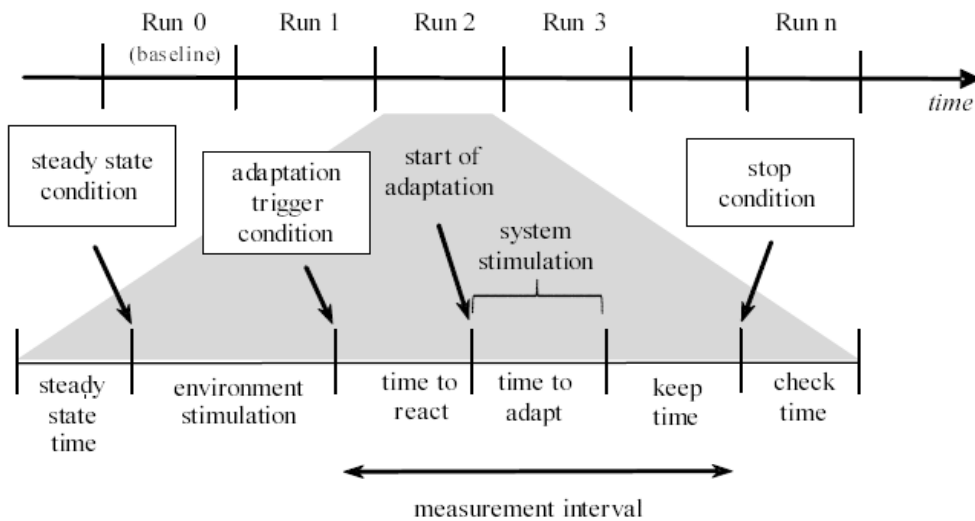 Run 0
Run 1
Run 2
Run 3
Run n
(baseline)
time
steady state
condition
adaptation
trigger
condition
start of
adaptation
stop
condition
system
stimulation
steady
state
time
environment
stimulation
time to
react
time to
adapt
keep
time
check
time
measurement interval